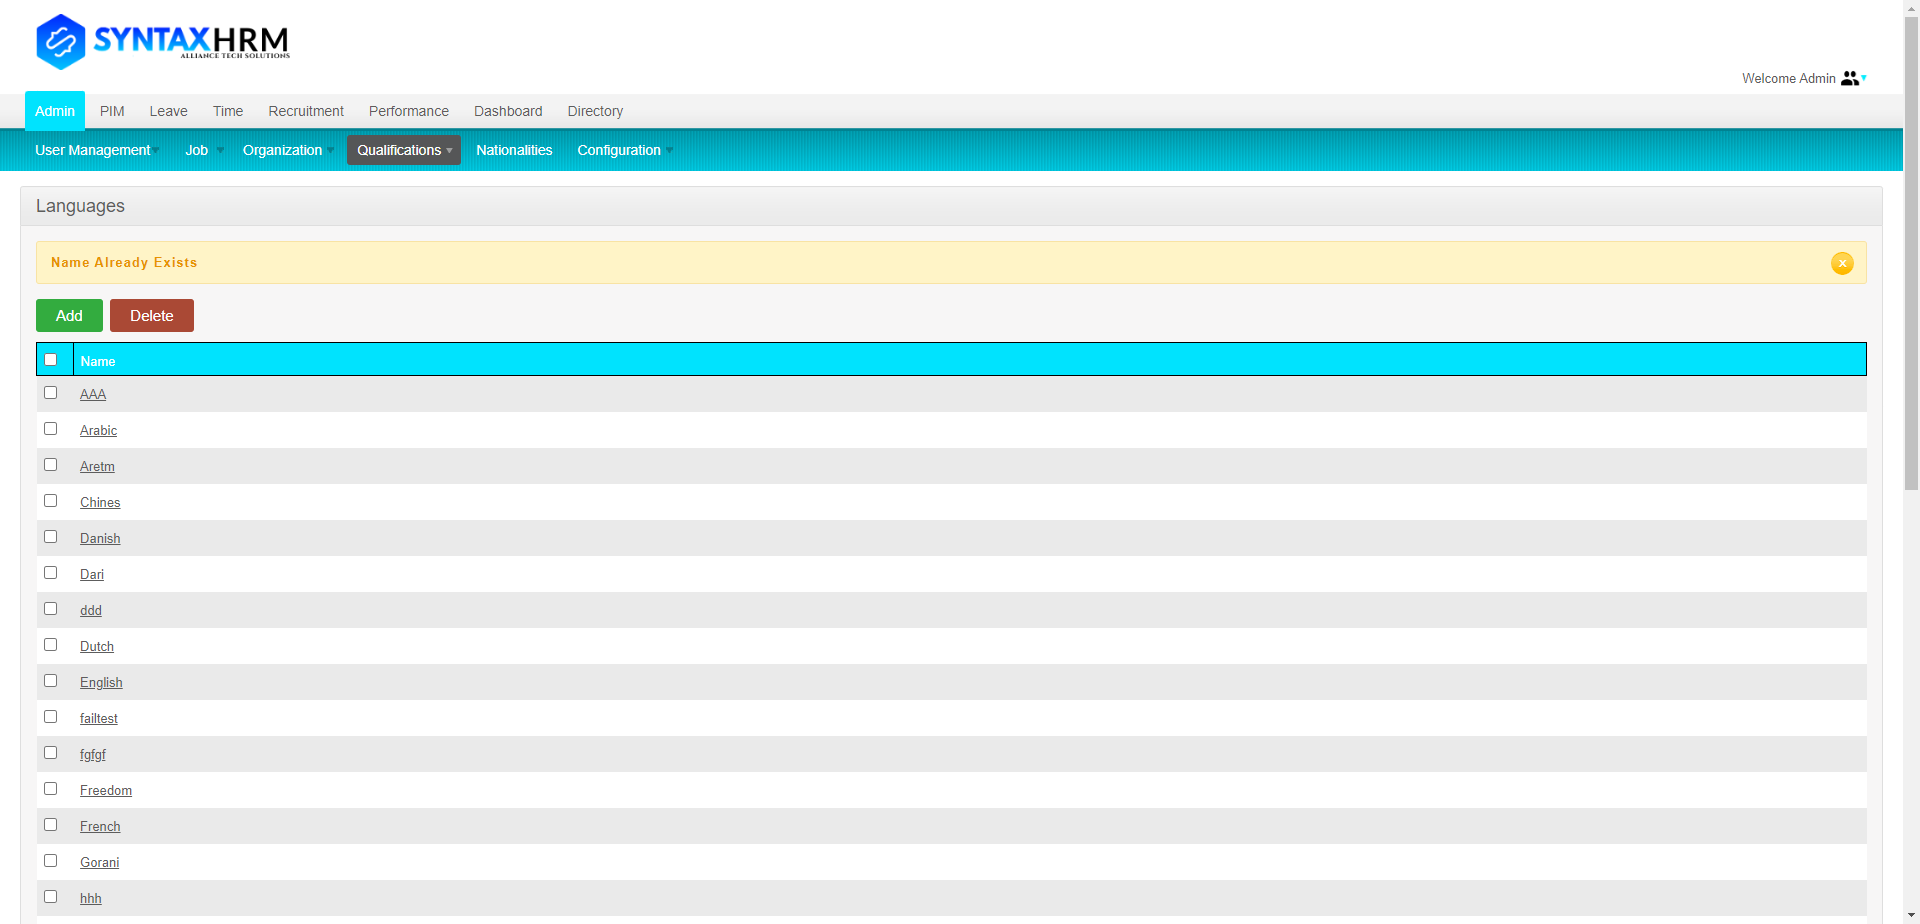 SYNTAXHRM
ALLIANCE TECH SOLUTIONS
Welcome Admin
Admin PIM Leave Time Recruitment Performance Dashboard Directory
User Management Job Organization Qualifications Nationalities Configuration
Languages
Name Already Exists
Add Delete
Name
AAA
Arabic
Aretm
Chines
Danish
Dari
ddd
Dutch
English
failtest
fgfgf
Freedom
French
Gorani
hhh